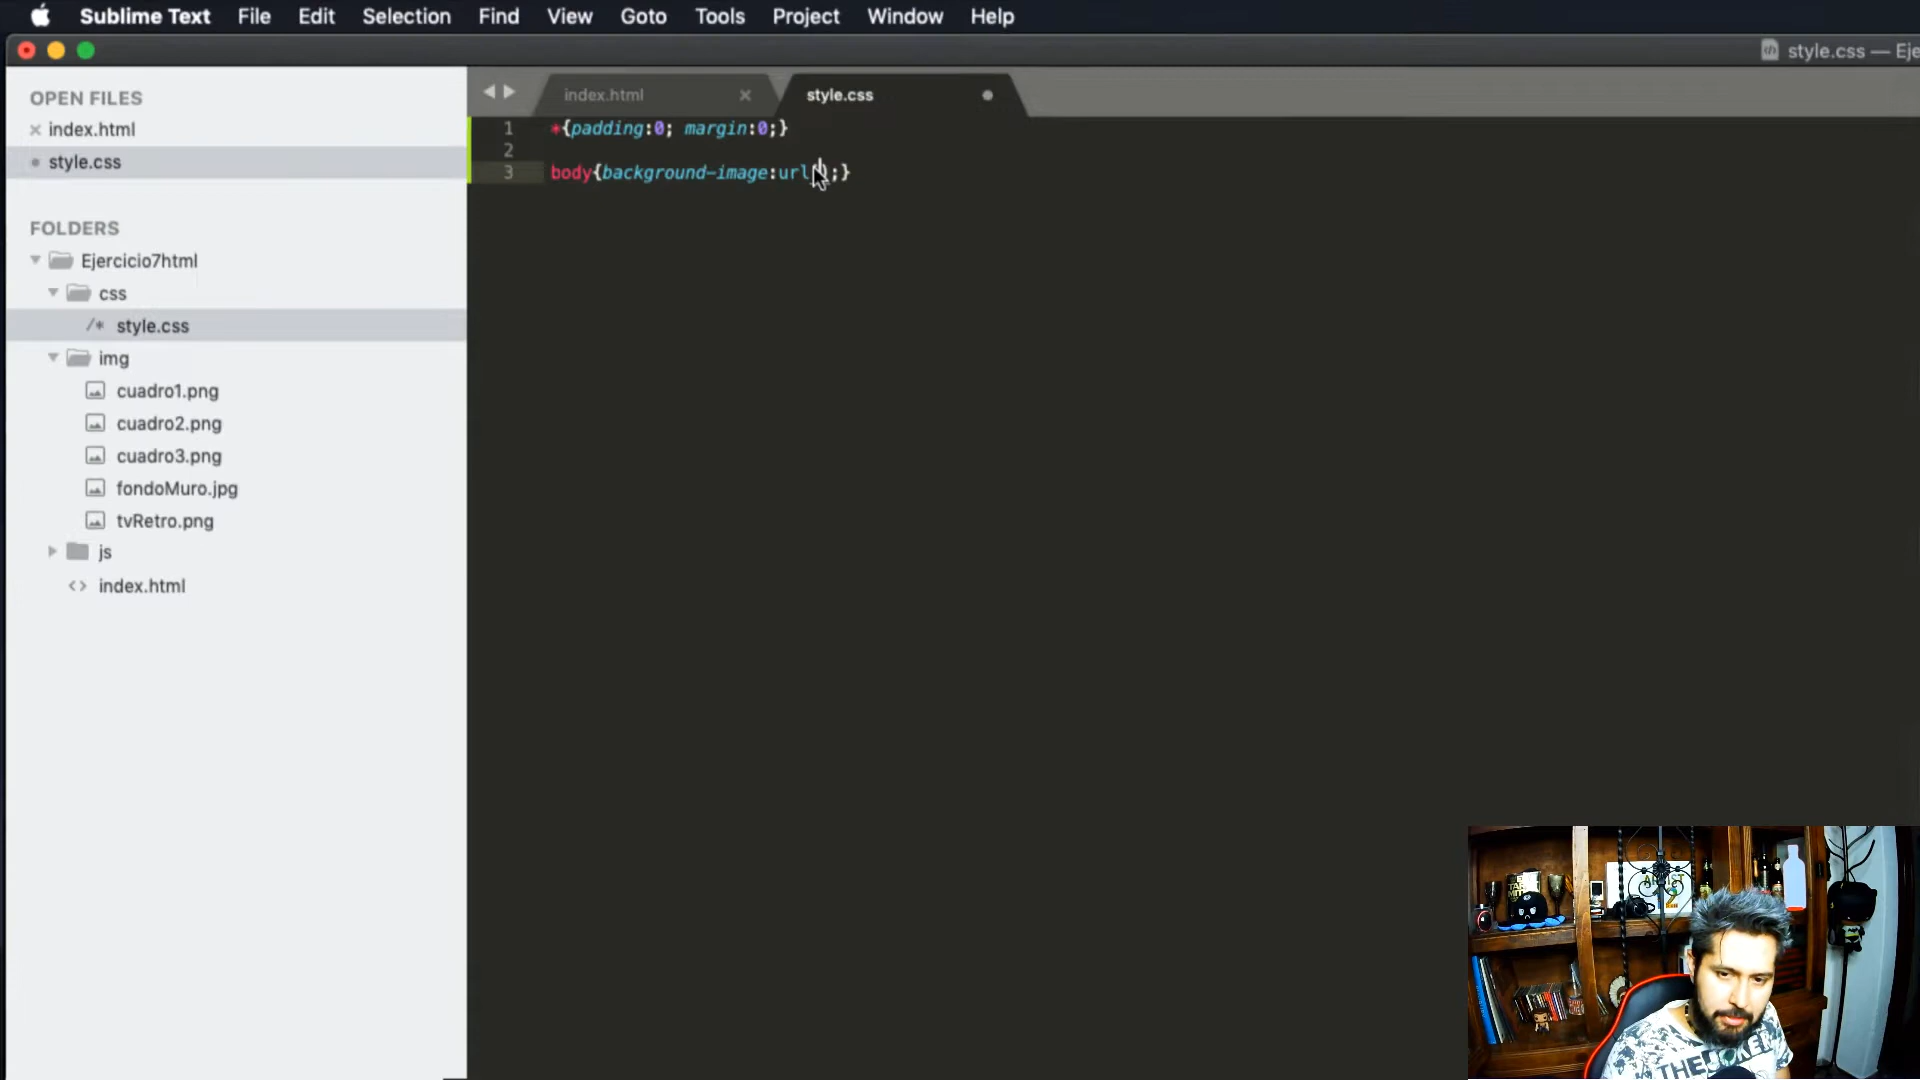 Sublime Text File Edit Selection Find View Goto Tools Project Window Help
style.css — Eje
OPEN FILES
index.html
style.css
FOLDERS
Ejercicio7html
css
/* style.css
img
cuadro1.png
cuadro2.png
cuadro3.png
fondoMuro.jpg
tvRetro.png
js
<> index.html
index.html
style.css
1 *{padding:0; margin:0;}
2
3 body{background-image:url();}
THE JOKER